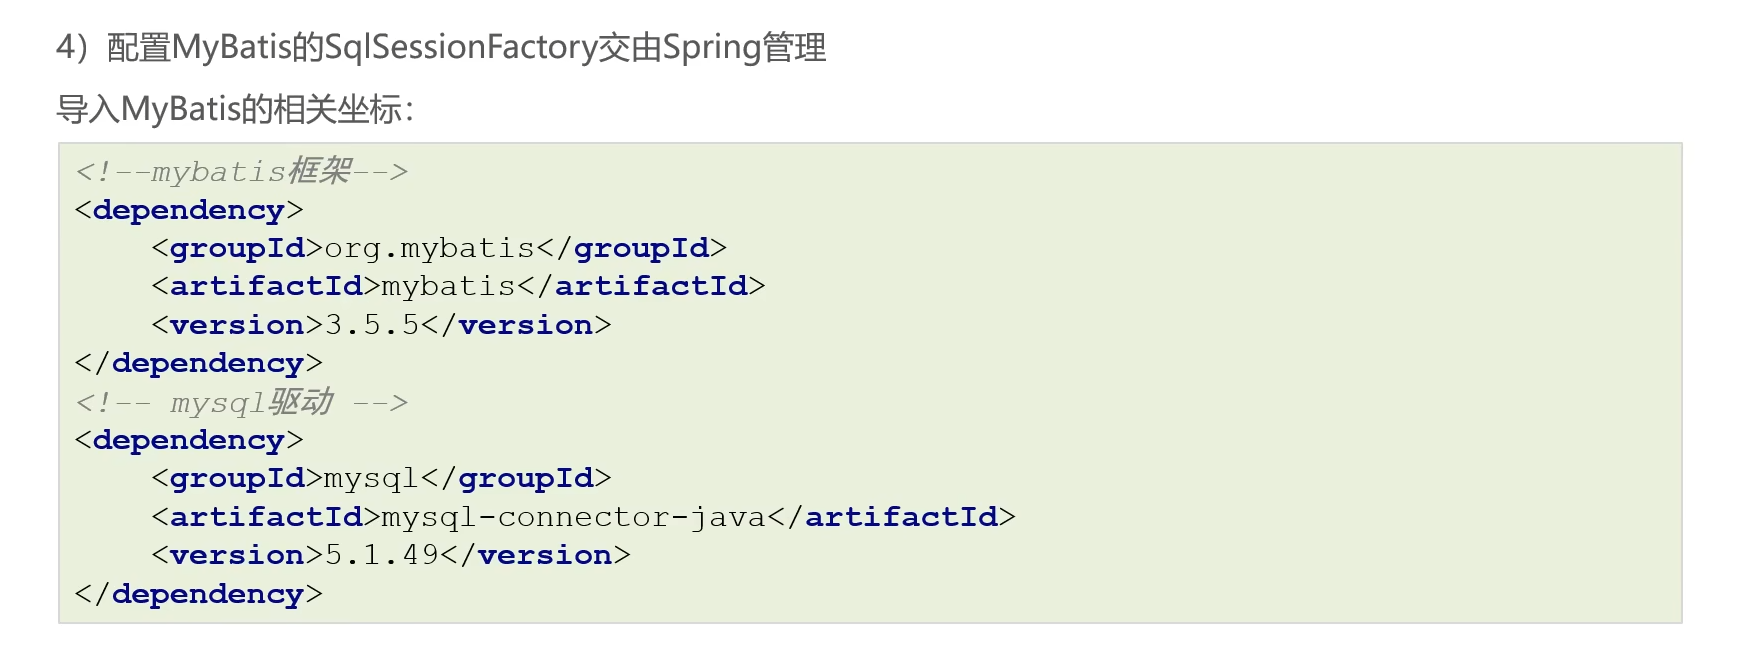 4）配置MyBatis的SqlSessionFactory交由Spring管理
导入MyBatis的相关坐标：
<!--mybatis框架-->
<dependency>
    <groupId>org.mybatis</groupId>
    <artifactId>mybatis</artifactId>
    <version>3.5.5</version>
</dependency>
<!-- mysql驱动 -->
<dependency>
    <groupId>mysql</groupId>
    <artifactId>mysql-connector-java</artifactId>
    <version>5.1.49</version>
</dependency>